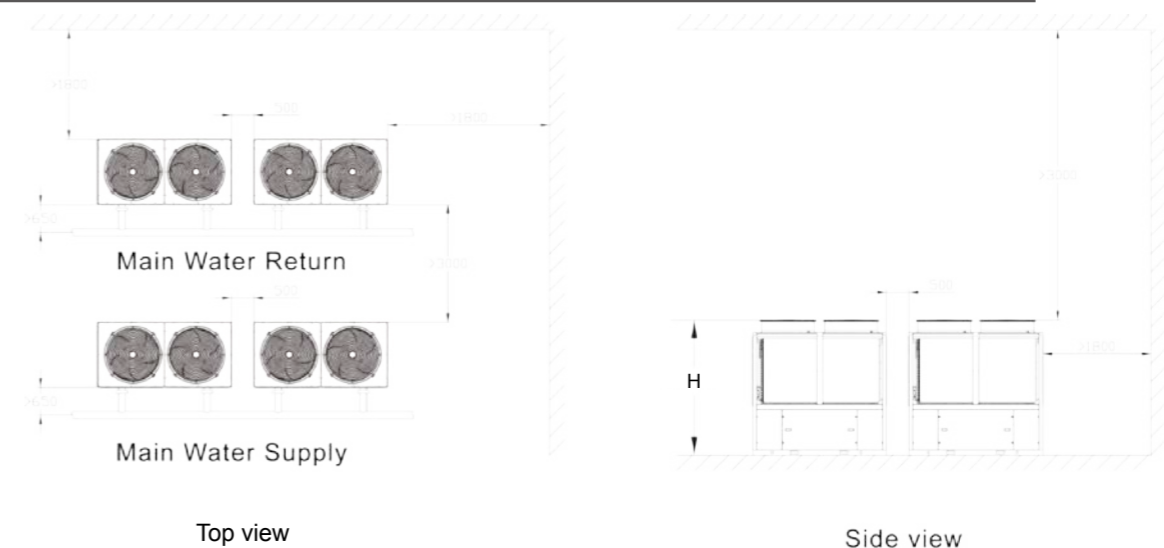 >1800
500
>1800
>3000
>650
Main Water Return
>3000
500
500
H
>1800
>650
Main Water Supply
Top view
Side view